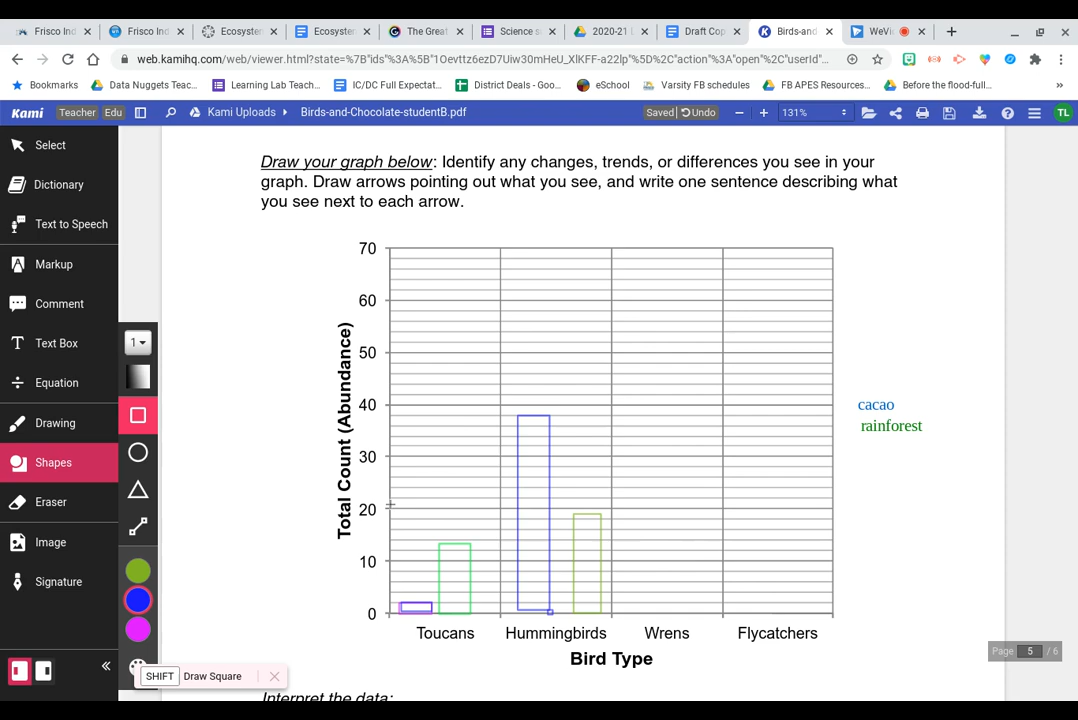 Frisco Ind
Frisco Ind
Ecosystem
Ecosyster
The Great
Science s
2020-21 L
Draft Cop
Birds-and
WeVi
web.kamihq.com/web/viewer.html?state=%7B"ids"%3A%5B"1Oevttz6ezD7Uiw30mHeU_XlKFF-a22lp"%5D%2C"action"%3A"open"%2C"userId"...
Bookmarks
Data Nuggets Teac...
Learning Lab Teach...
IC/DC Full Expectat...
District Deals - Goo...
eSchool
Varsity FB schedules
FB APES Resources...
Before the flood-full...
»
Kami
Teacher
Edu
Kami Uploads
Birds-and-Chocolate-studentB.pdf
Saved
Undo
131%
TL
Select
Dictionary
Text to Speech
Markup
Comment
Text Box
Equation
Drawing
Shapes
Eraser
Image
Signature
1
Draw your graph below: Identify any changes, trends, or differences you see in your
graph. Draw arrows pointing out what you see, and write one sentence describing what
you see next to each arrow.
70
60
50
40
30
20
10
0
Total Count (Abundance)
Toucans
Hummingbirds
Wrens
Flycatchers
Bird Type
cacao
rainforest
Page 5 / 6
SHIFT Draw Square
Interpret the data: